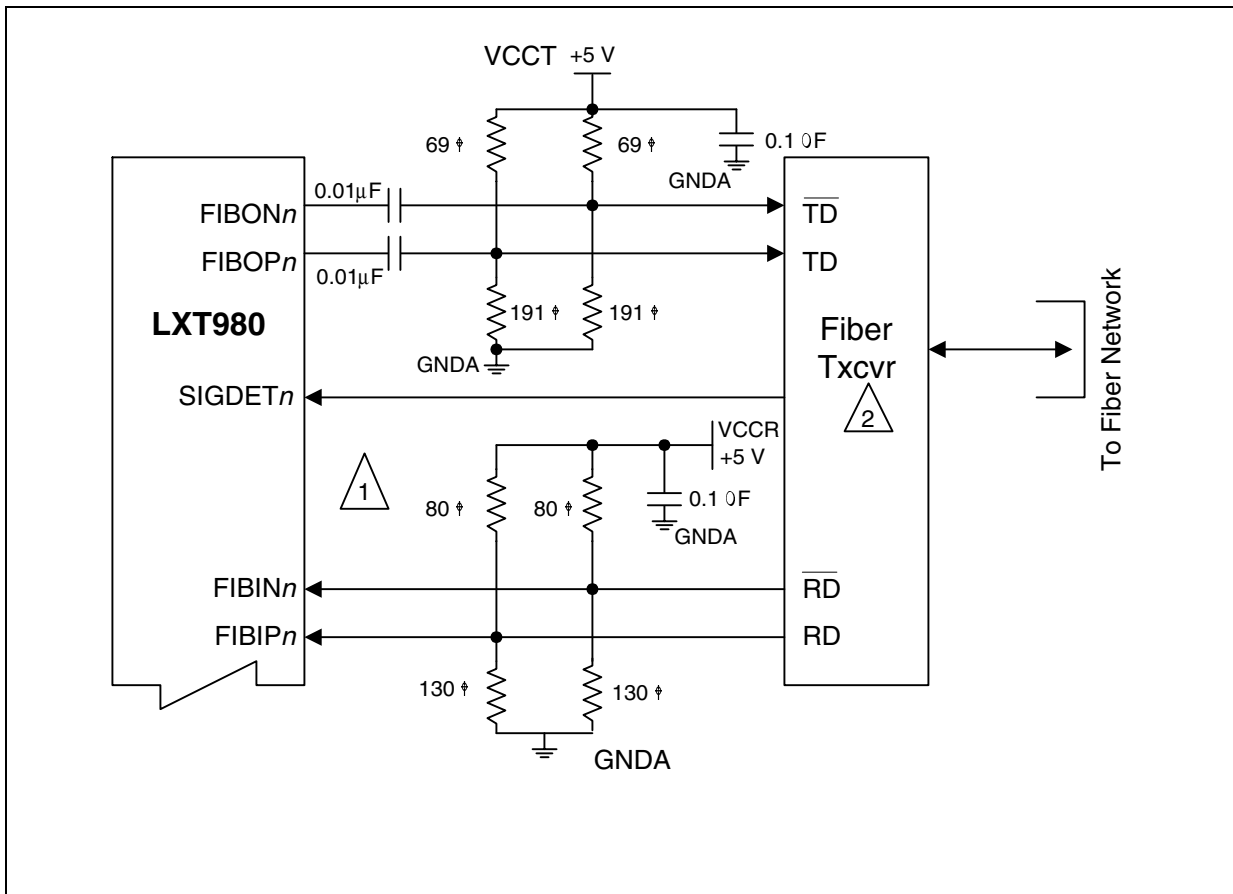 VCCT +5 V
69 ⌽ 69 ⌽ 0.1 0F
GNDA
0.01µF
FIBONn
TD
FIBOPn
TD
0.01µF
191 ⌽ 191 ⌽
LXT980
Fiber
Txcvr
2
GNDA
SIGDETn
To Fiber Network
VCCR
+5 V
1
80 ⌽ 80 ⌽ 0.1 0F
GNDA
FIBINn
RD
FIBIPn
RD
130 ⌽ 130 ⌽
GNDA